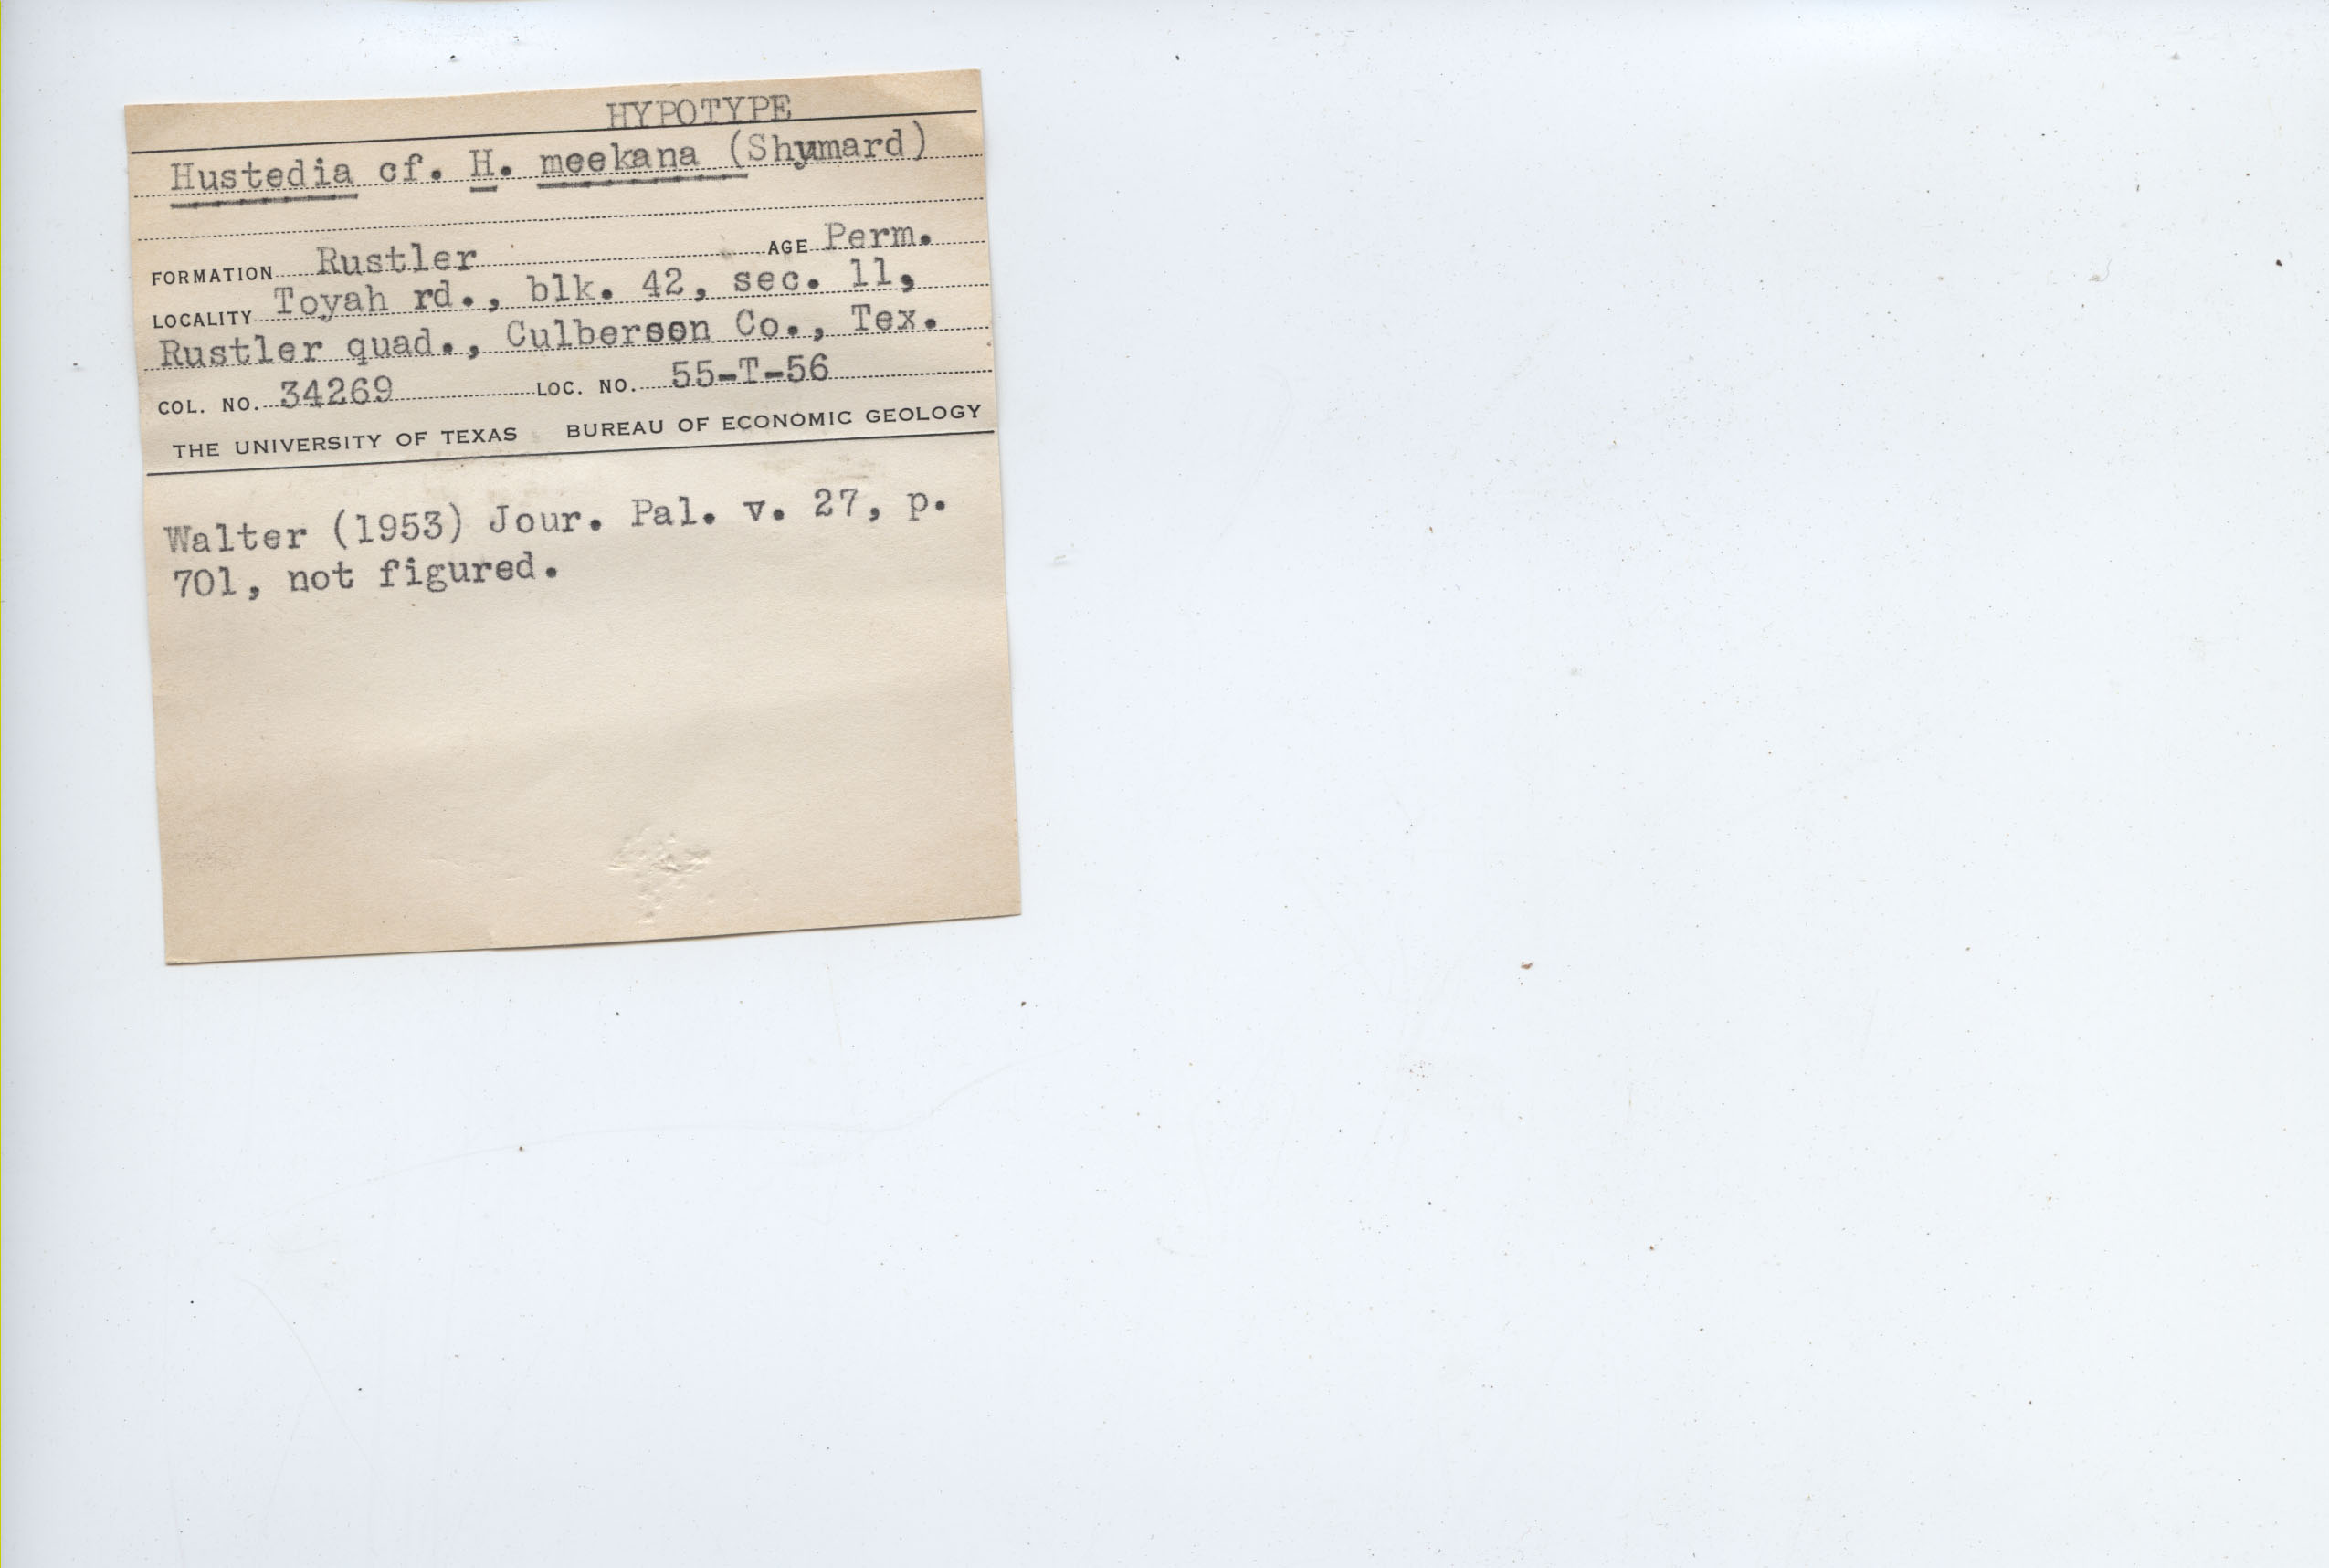 HYPOTYPE
Hustedia cf. H. meekana (Shumard)
FORMATION Rustler AGE Perm.
LOCALITY Toyah rd., blk. 42, sec. 11,
Rustler quad., Culberson Co., Tex.
COL. NO. 34269 LOC. NO. 55-T-56
THE UNIVERSITY OF TEXAS BUREAU OF ECONOMIC GEOLOGY
Walter (1953) Jour. Pal. v. 27, p.
701, not figured.